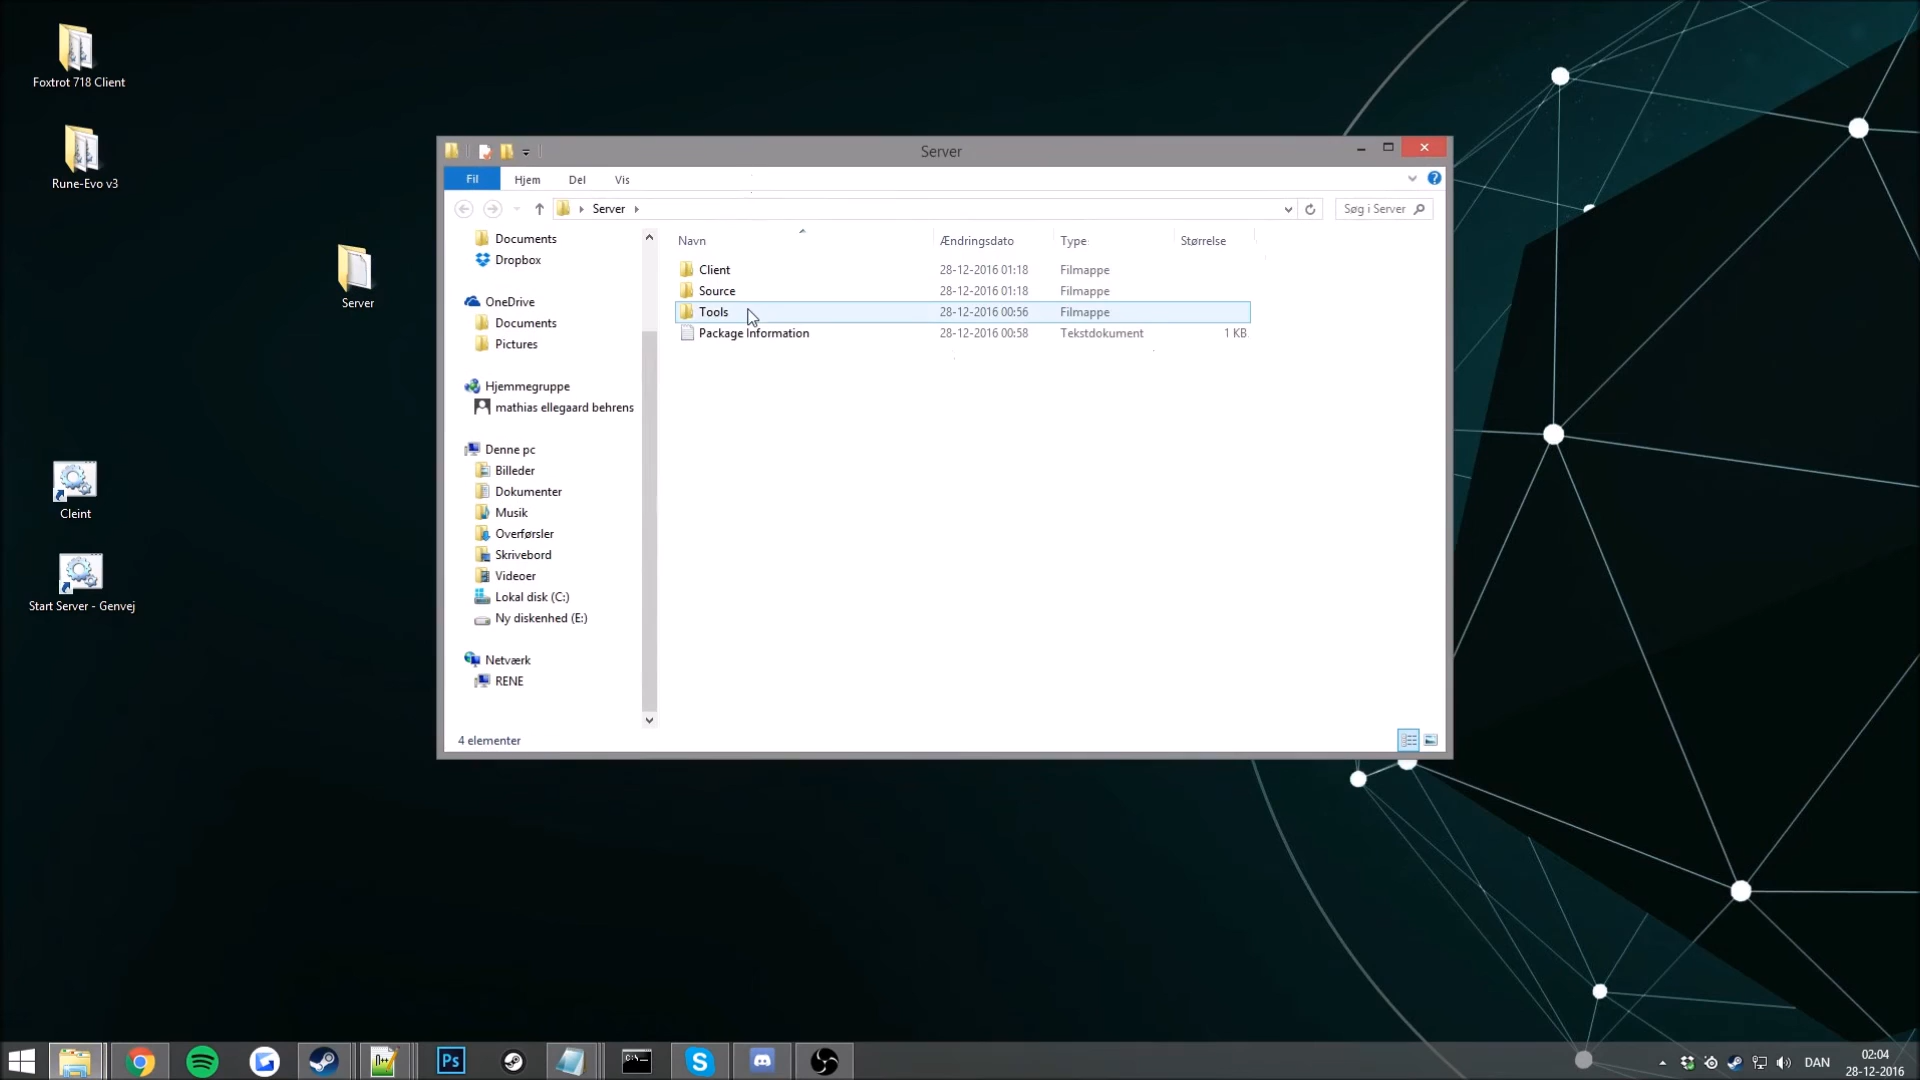 Foxtrot 718 Client
Rune-Evo v3
Server
Cleint
Start Server - Genvej
Server
Fil Hjem Del Vis
Server
Søg i Server
Documents
Dropbox
OneDrive
Documents
Pictures
Hjemmegruppe
mathias ellegaard behrens
Denne pc
Billeder
Dokumenter
Musik
Overførsler
Skrivebord
Videoer
Lokal disk (C:)
Ny diskenhed (E:)
Netværk
RENE
Navn Ændringsdato Type Størrelse
Client 28-12-2016 01:18 Filmappe
Source 28-12-2016 01:18 Filmappe
Tools 28-12-2016 00:56 Filmappe
Package Information 28-12-2016 00:58 Tekstdokument 1 KB
4 elementer
Ps
C:\
DAN
02:04
28-12-2016